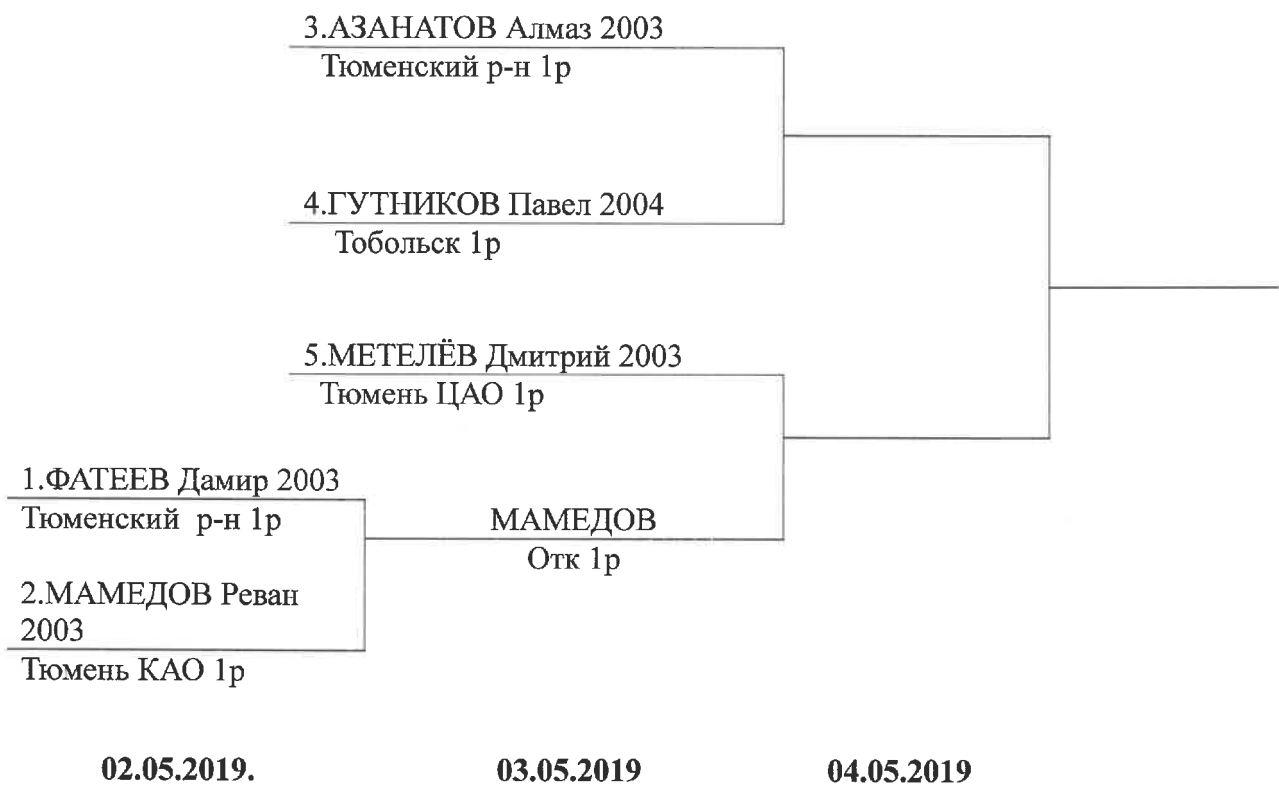 3.АЗАНАТОВ Алмаз 2003
Тюменский р-н 1р
4.ГУТНИКОВ Павел 2004
Тобольск 1р
5.МЕТЕЛЁВ Дмитрий 2003
Тюмень ЦАО 1р
1.ФАТЕЕВ Дамир 2003
Тюменский р-н 1р
МАМЕДОВ
Отк 1р
2.МАМЕДОВ Реван
2003
Тюмень КАО 1р
02.05.2019.
03.05.2019
04.05.2019